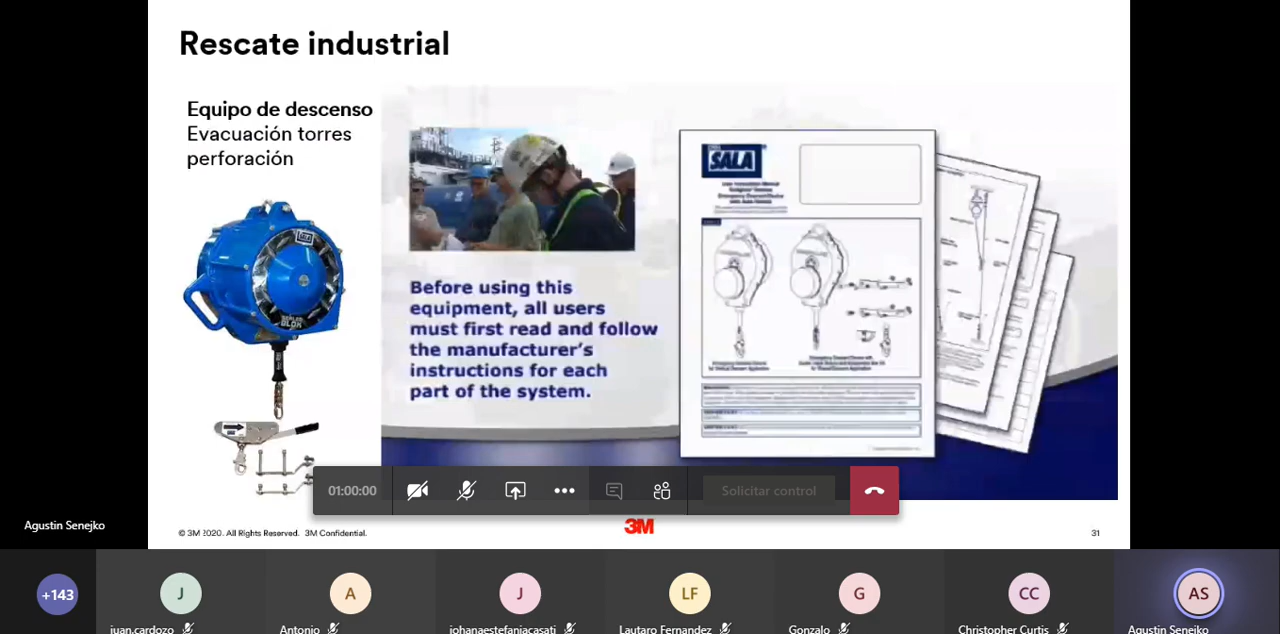 Rescate industrial
Equipo de descenso
Evacuación torres
perforación
SALA
Before using this
equipment, all users
must first read and follow
the manufacturer's
instructions for each
part of the system.
SALA
01:00:00
Solicitar control
Agustin Senejko
© 3M 2020. All Rights Reserved. 3M Confidential.
3M
31
+143
J
A
J
LF
G
CC
AS
juan.cardozo
Antonio
johanaestefaniacasati
Lautaro Fernandez
Gonzalo
Christopher Curtis
Agustin Senejko